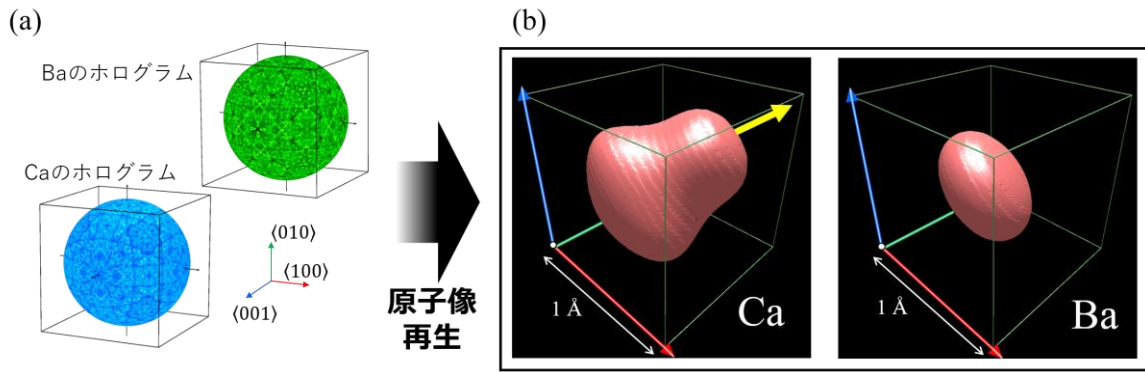 (a)
Baのホログラム
Caのホログラム
⟨010⟩
⟨100⟩
⟨001⟩
原子像
再生
(b)
1 Å
Ca
1 Å
Ba